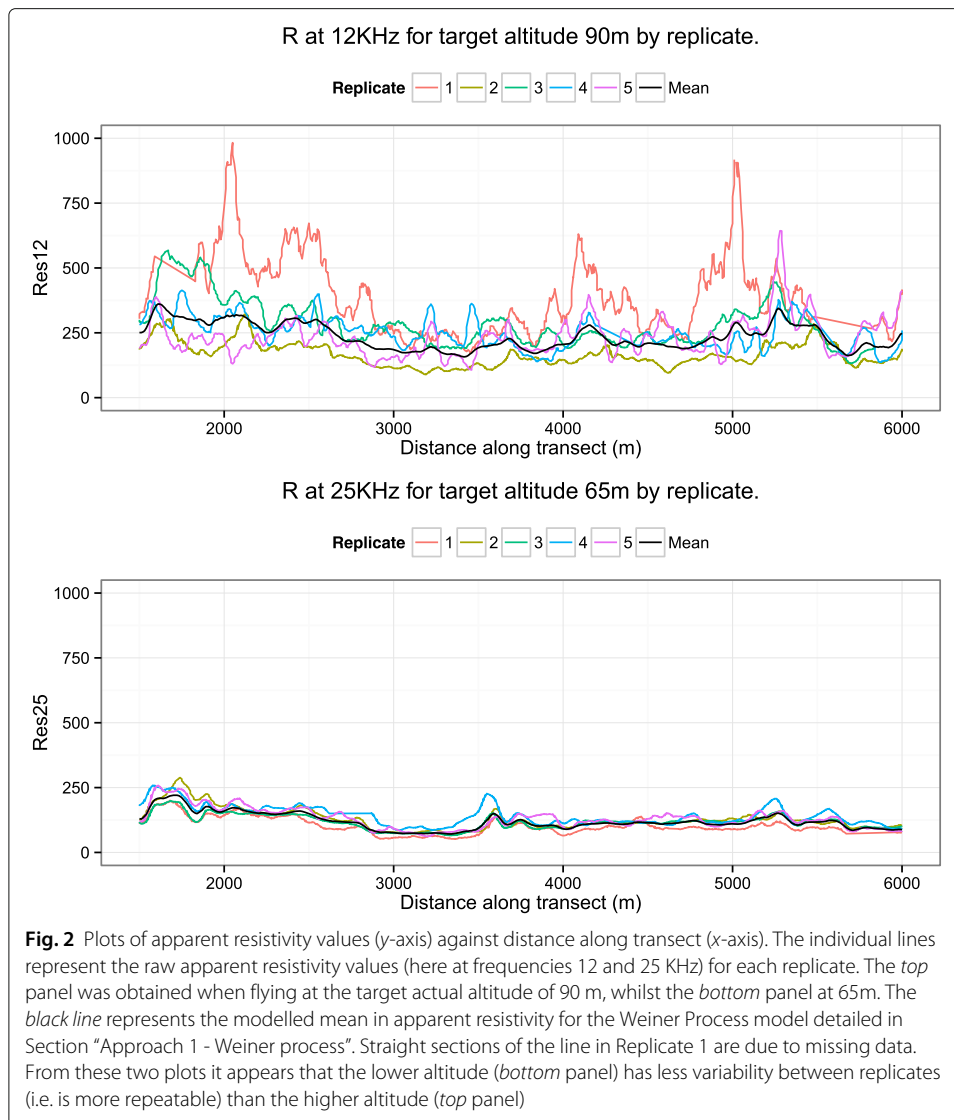 R at 12KHz for target altitude 90m by replicate.
Replicate 1 2 3 4 5 Mean
1000
750
500
250
0
Res12
2000 3000 4000 5000 6000
Distance along transect (m)
R at 25KHz for target altitude 65m by replicate.
Replicate 1 2 3 4 5 Mean
1000
750
500
250
0
Res25
2000 3000 4000 5000 6000
Distance along transect (m)
Fig. 2 Plots of apparent resistivity values (y-axis) against distance along transect (x-axis). The individual lines
represent the raw apparent resistivity values (here at frequencies 12 and 25 KHz) for each replicate. The top
panel was obtained when flying at the target actual altitude of 90 m, whilst the bottom panel at 65m. The
black line represents the modelled mean in apparent resistivity for the Weiner Process model detailed in
Section “Approach 1 - Weiner process”. Straight sections of the line in Replicate 1 are due to missing data.
From these two plots it appears that the lower altitude (bottom panel) has less variability between replicates
(i.e. is more repeatable) than the higher altitude (top panel)